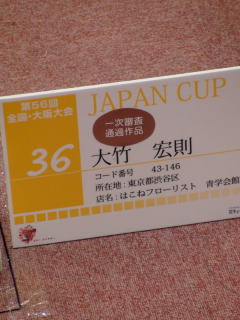 第56回
全国・大阪大会
JAPAN CUP
一次審査
通過作品
36
大竹 宏則
コード番号 43-146
所在地：東京都渋谷区
店名：はこねフローリスト 青学会館